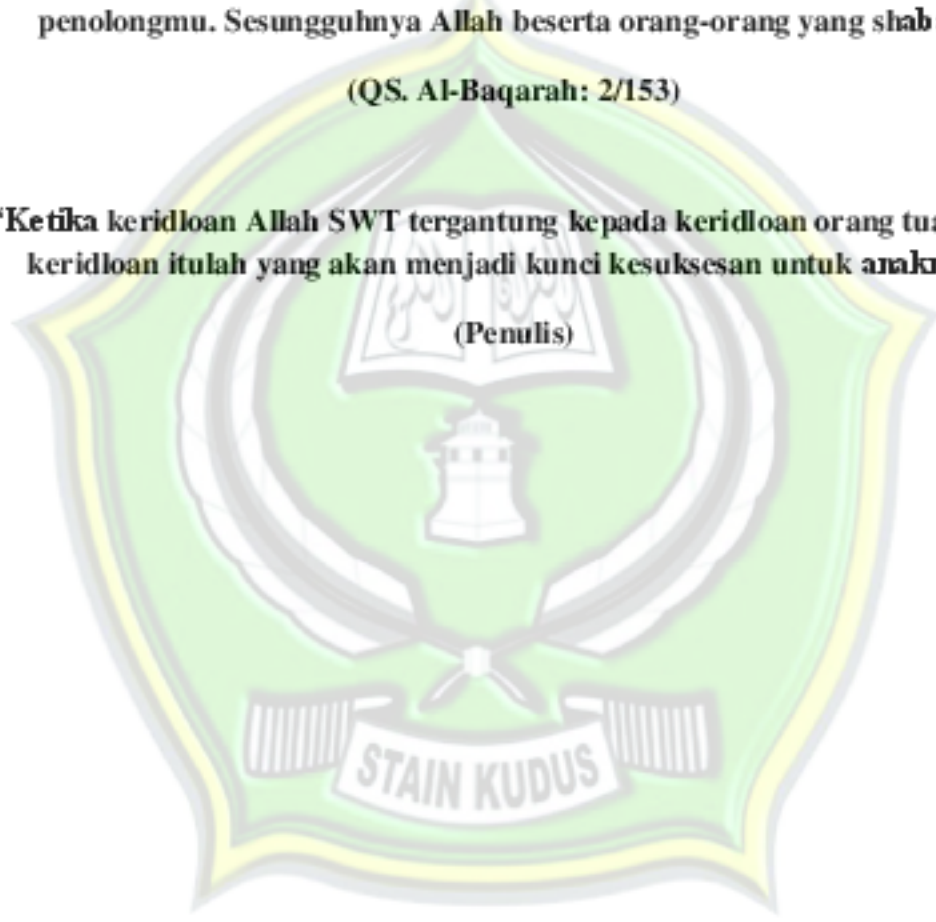 penolongmu. Sesungguhnya Allah beserta orang-orang yang shab
(QS. Al-Baqarah: 2/153)
“Ketika keridloan Allah SWT tergantung kepada keridloan orang tua
keridloan itulah yang akan menjadi kunci kesuksesan untuk anak
(Penulis)
STAIN KUDUS